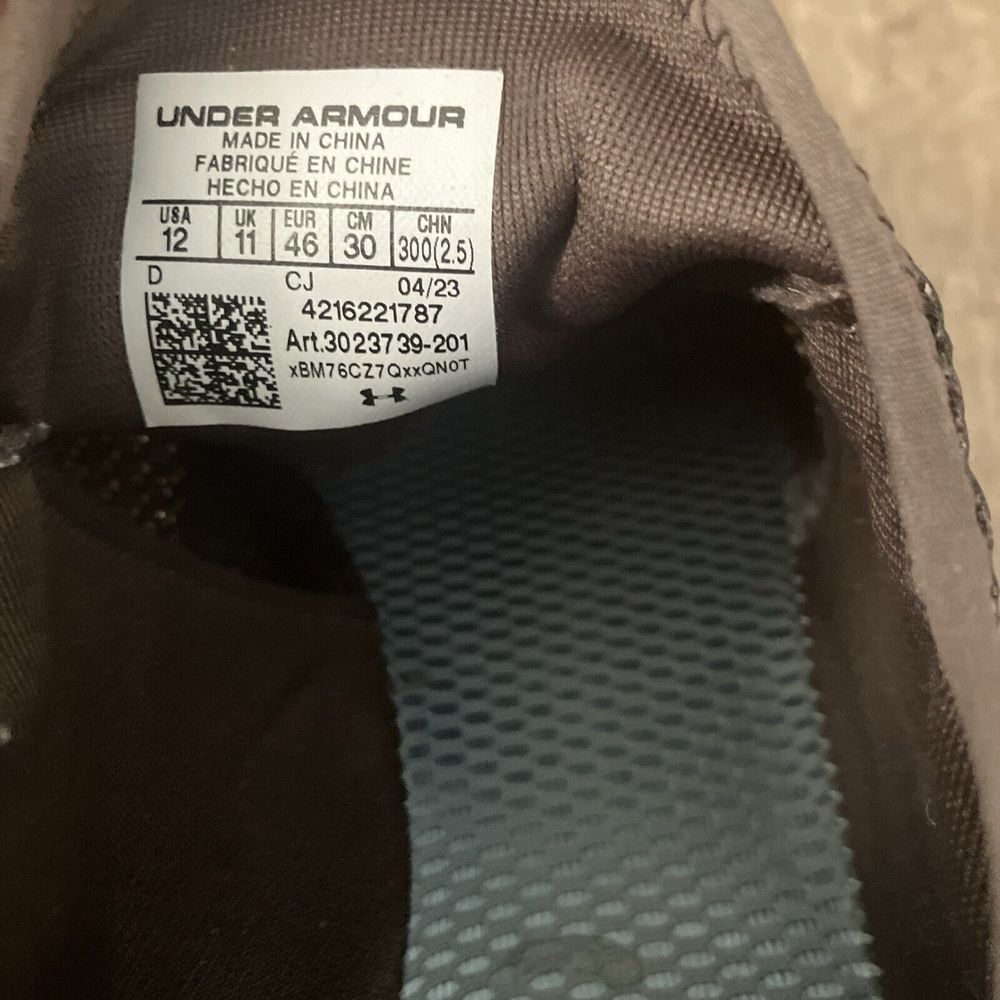 UNDER ARMOUR
MADE IN CHINA
FABRIQUÉ EN CHINE
HECHO EN CHINA
USA UK EUR CM CHN
12 11 46 30 300(2.5)
D CJ 04/23
4216221787
Art.3023739-201
xBM76CZ7QxxQN0T